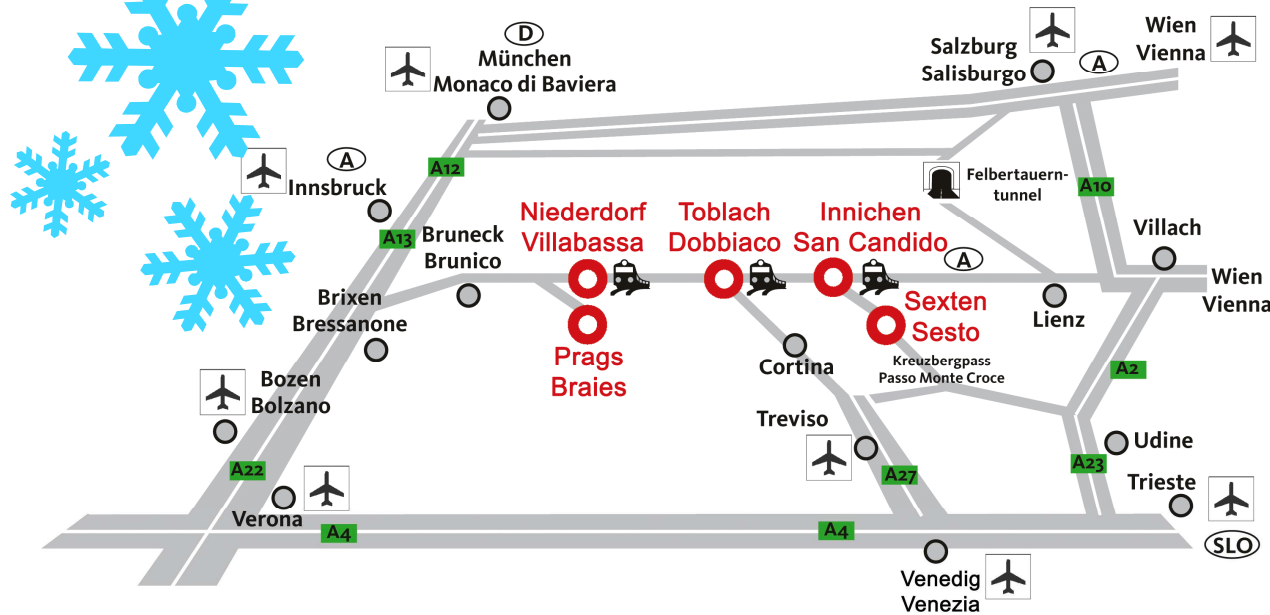 D
München
Monaco di Baviera
Salzburg
Salisburgo
A
Wien
Vienna
A
Innsbruck
A12
A13
Felbertauern-
tunnel
A10
Bruneck
Brunico
Niederdorf
Villabassa
Toblach
Dobbiaco
Innichen
San Candido
A
Villach
Wien
Vienna
Brixen
Bressanone
Prags
Braies
Sexten
Sesto
Lienz
Cortina
Kreuzbergpass
Passo Monte Croce
A2
Bozen
Bolzano
Treviso
Udine
A22
A27
A23
Trieste
Verona
A4
A4
SLO
Venedig
Venezia